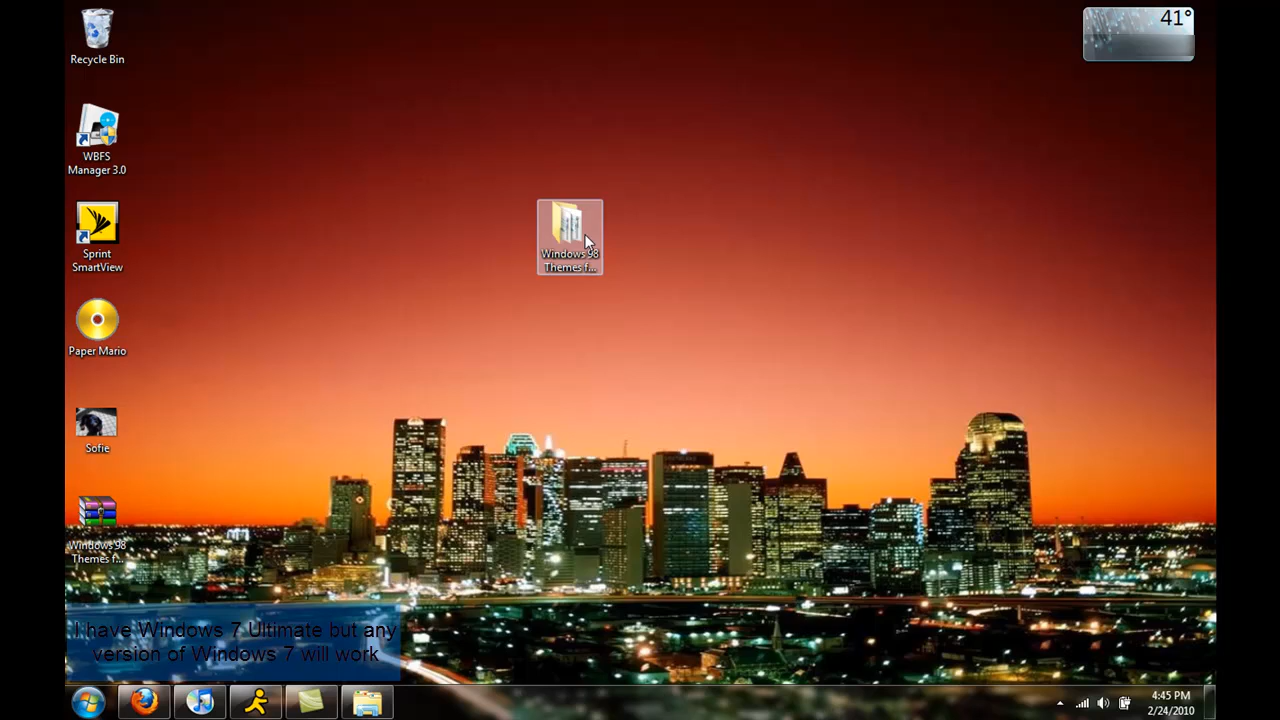 41°
Recycle Bin
WBFS
Manager 3.0
Sprint
SmartView
Paper Mario
Sofie
Windows 98
Themes f...
Windows 98
Themes f...
I have Windows 7 Ultimate but any
version of Windows 7 will work
4:45 PM
2/24/2010